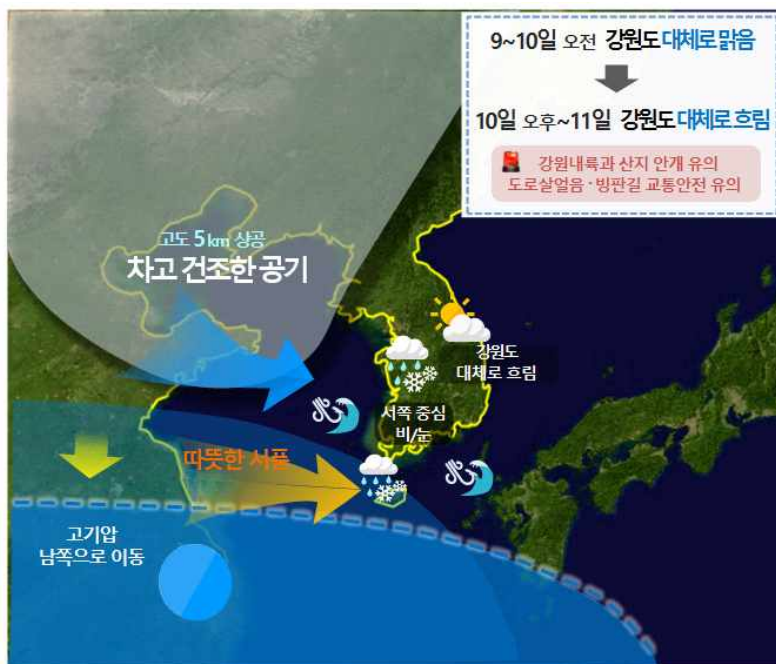 9~10일 오전 강원도 대체로 맑음
10일 오후~11일 강원도 대체로 흐림
강원내륙과 산지 안개 유의
도로살얼음·빙판길 교통안전 유의
고도 5km 상공
차고 건조한 공기
강원도
대체로 흐림
서쪽 중심
비/눈
따뜻한 서풍
고기압
남쪽으로 이동